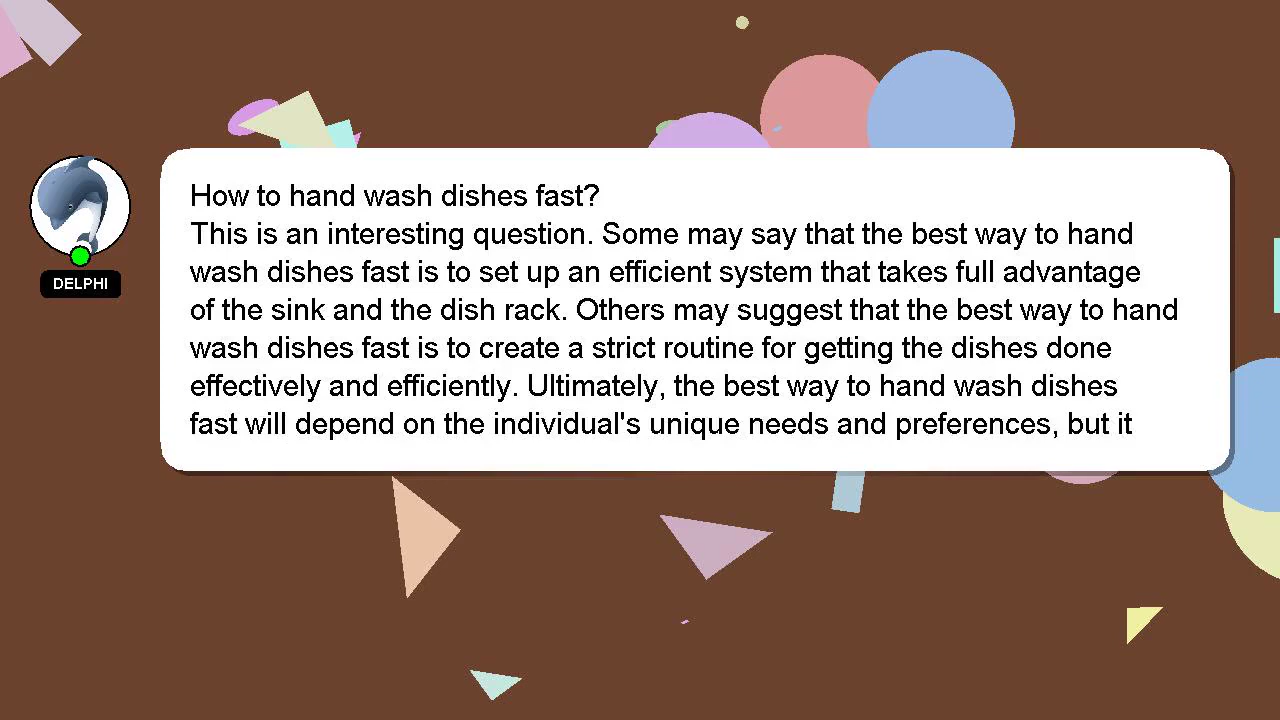 How to hand wash dishes fast?
This is an interesting question. Some may say that the best way to hand
wash dishes fast is to set up an efficient system that takes full advantage
of the sink and the dish rack. Others may suggest that the best way to hand
wash dishes fast is to create a strict routine for getting the dishes done
effectively and efficiently. Ultimately, the best way to hand wash dishes
fast will depend on the individual's unique needs and preferences, but it
DELPHI